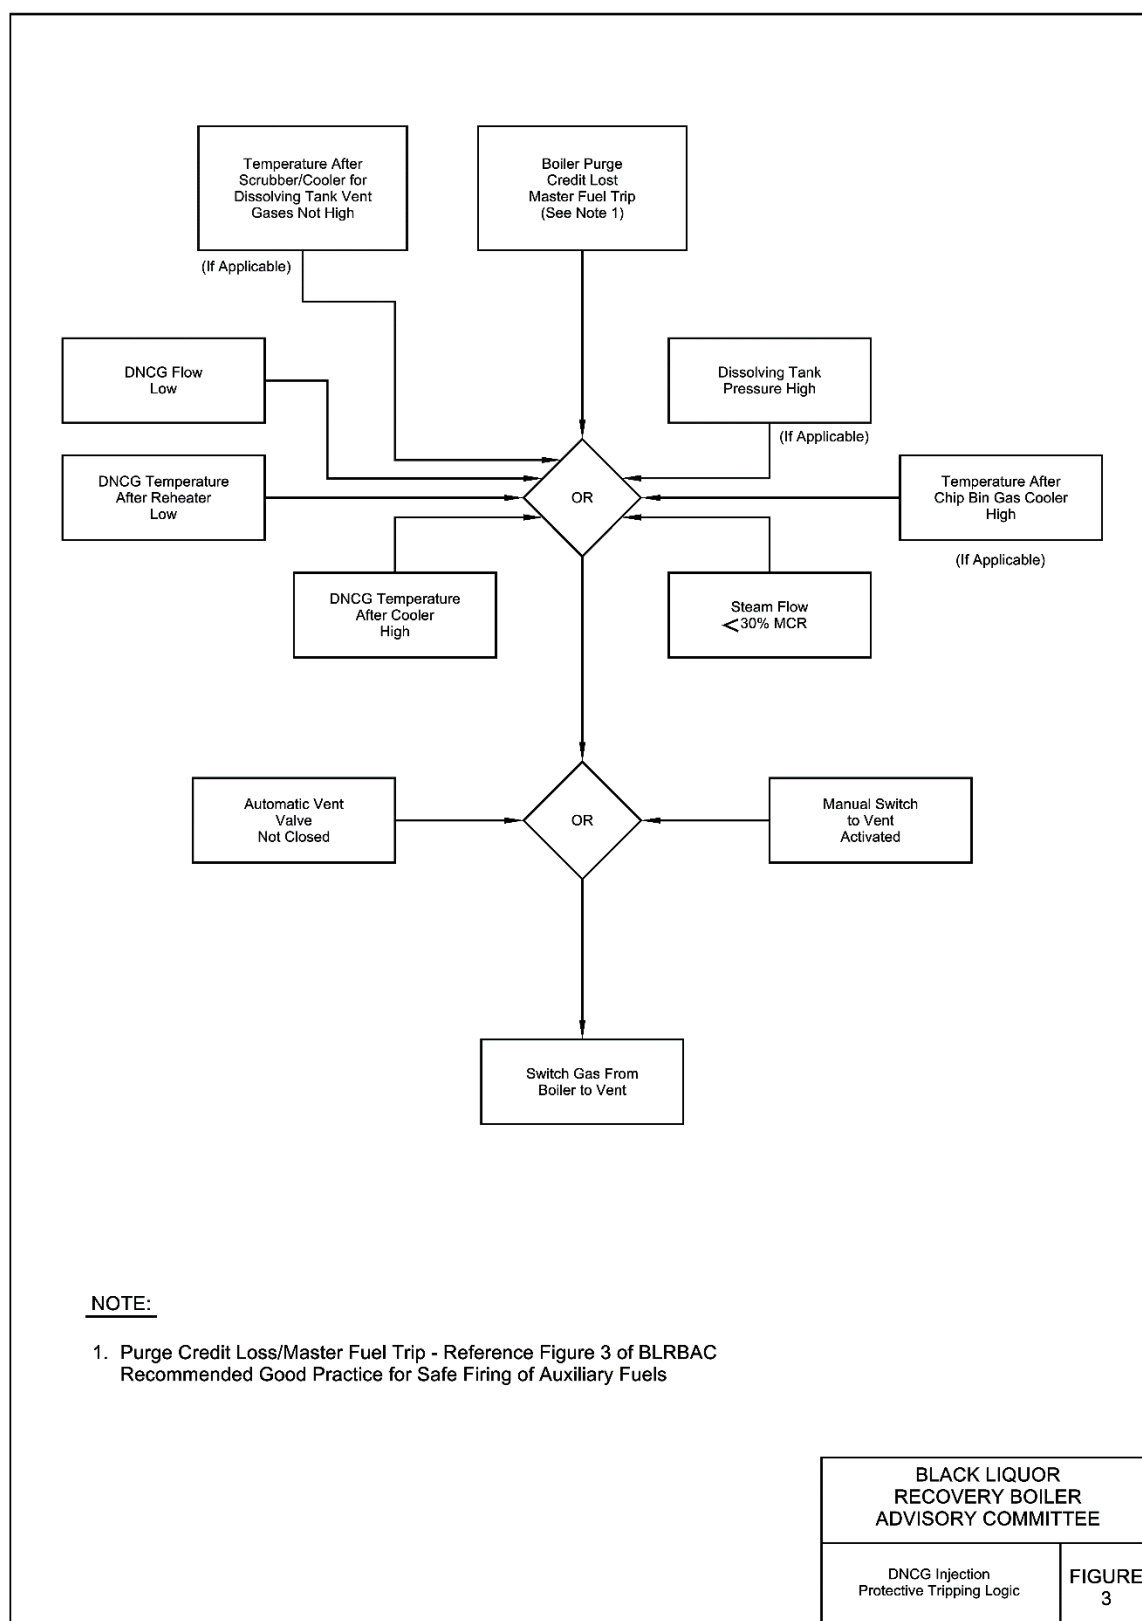 Temperature After
Scrubber/Cooler for
Dissolving Tank Vent
Gases Not High
(If Applicable)
Boiler Purge
Credit Lost
Master Fuel Trip
(See Note 1)
DNCG Flow
Low
Dissolving Tank
Pressure High
(If Applicable)
DNCG Temperature
After Reheater
Low
OR
Temperature After
Chip Bin Gas Cooler
High
(If Applicable)
DNCG Temperature
After Cooler
High
Steam Flow
<30% MCR
Automatic Vent
Valve
Not Closed
OR
Manual Switch
to Vent
Activated
Switch Gas From
Boiler to Vent
NOTE:
1. Purge Credit Loss/Master Fuel Trip - Reference Figure 3 of BLRBAC
Recommended Good Practice for Safe Firing of Auxiliary Fuels
BLACK LIQUOR
RECOVERY BOILER
ADVISORY COMMITTEE
DNCG Injection
Protective Tripping Logic
FIGURE
3